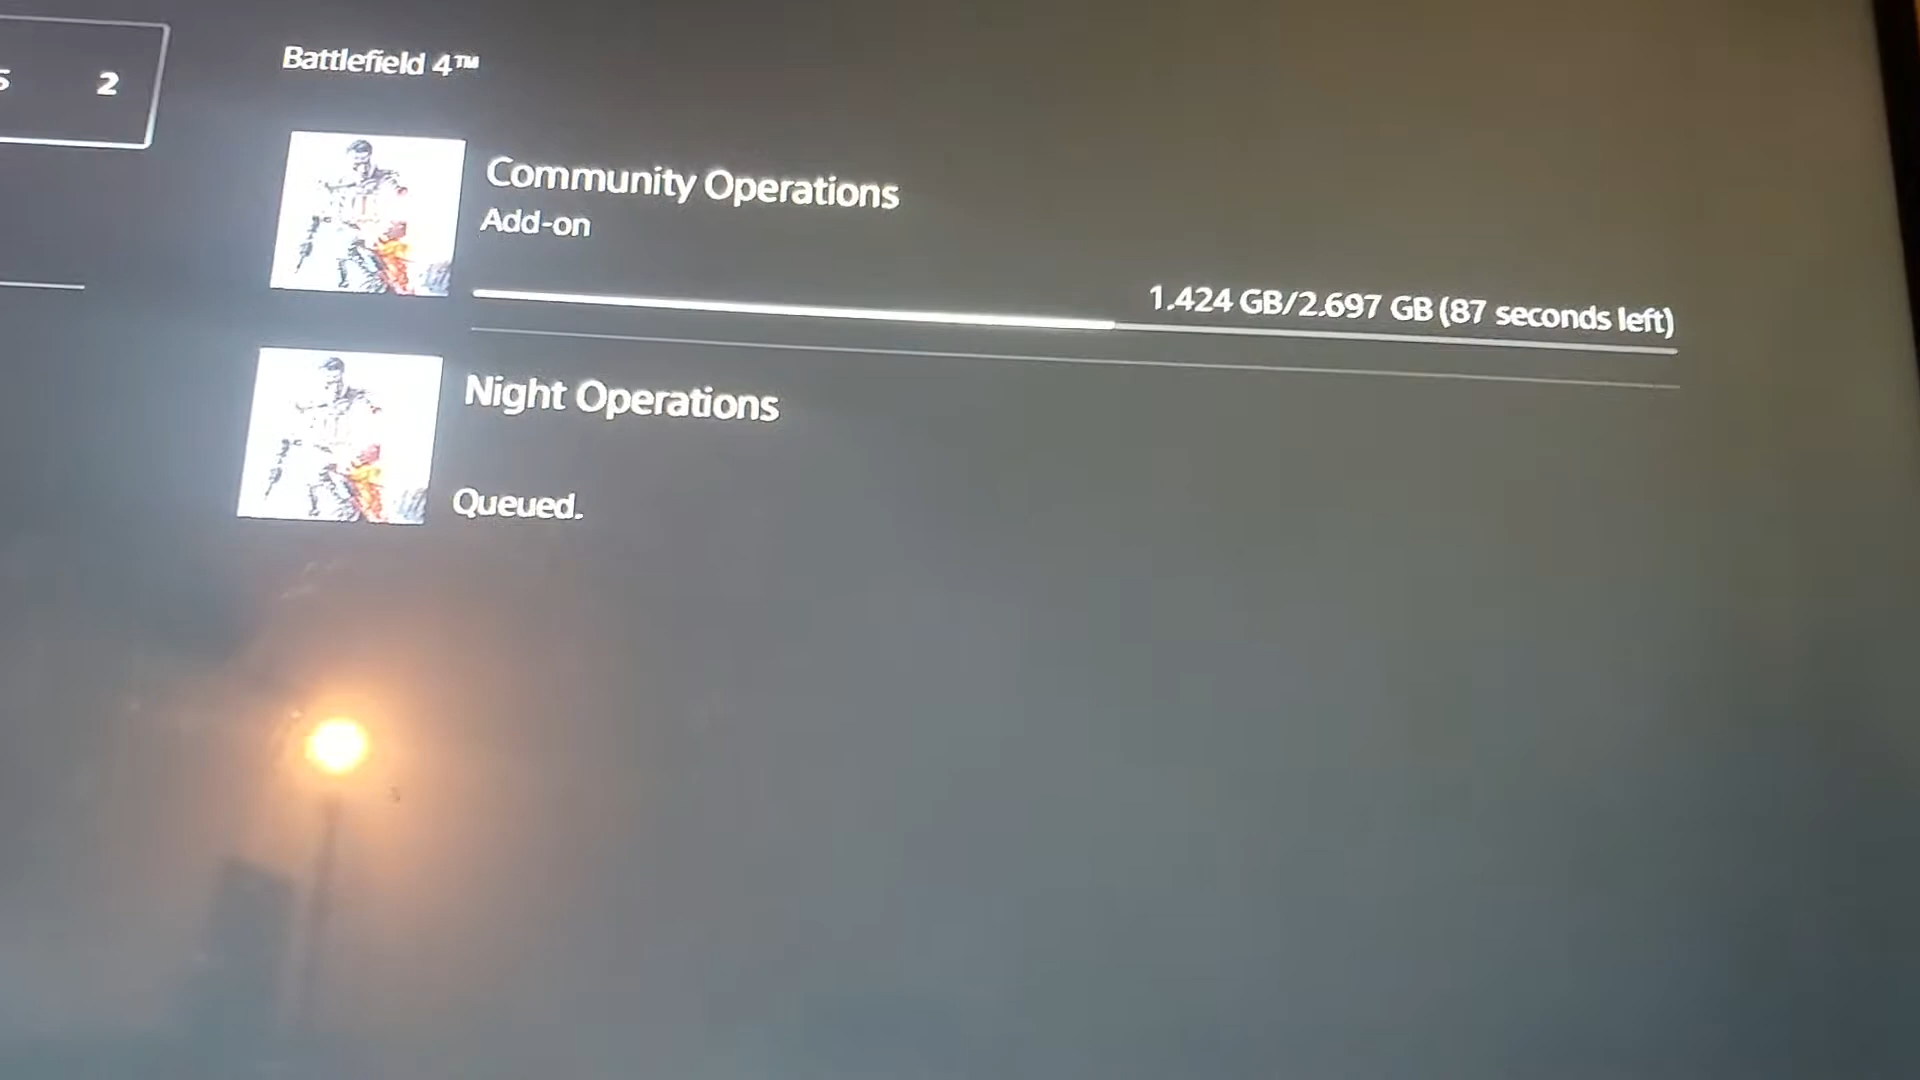 2
Battlefield 4™
Community Operations
Add-on
1.424 GB/2.697 GB (87 seconds left)
Night Operations
Queued.